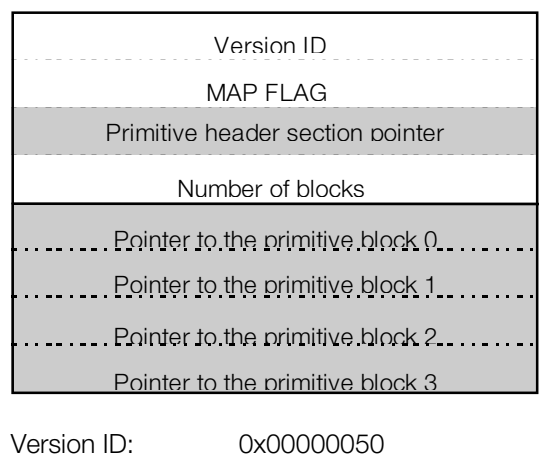 Version ID
MAP FLAG
Primitive header section pointer
Number of blocks
Pointer to the primitive block 0
Pointer to the primitive block 1
Pointer to the primitive block 2
Pointer to the primitive block 3
Version ID: 0x00000050